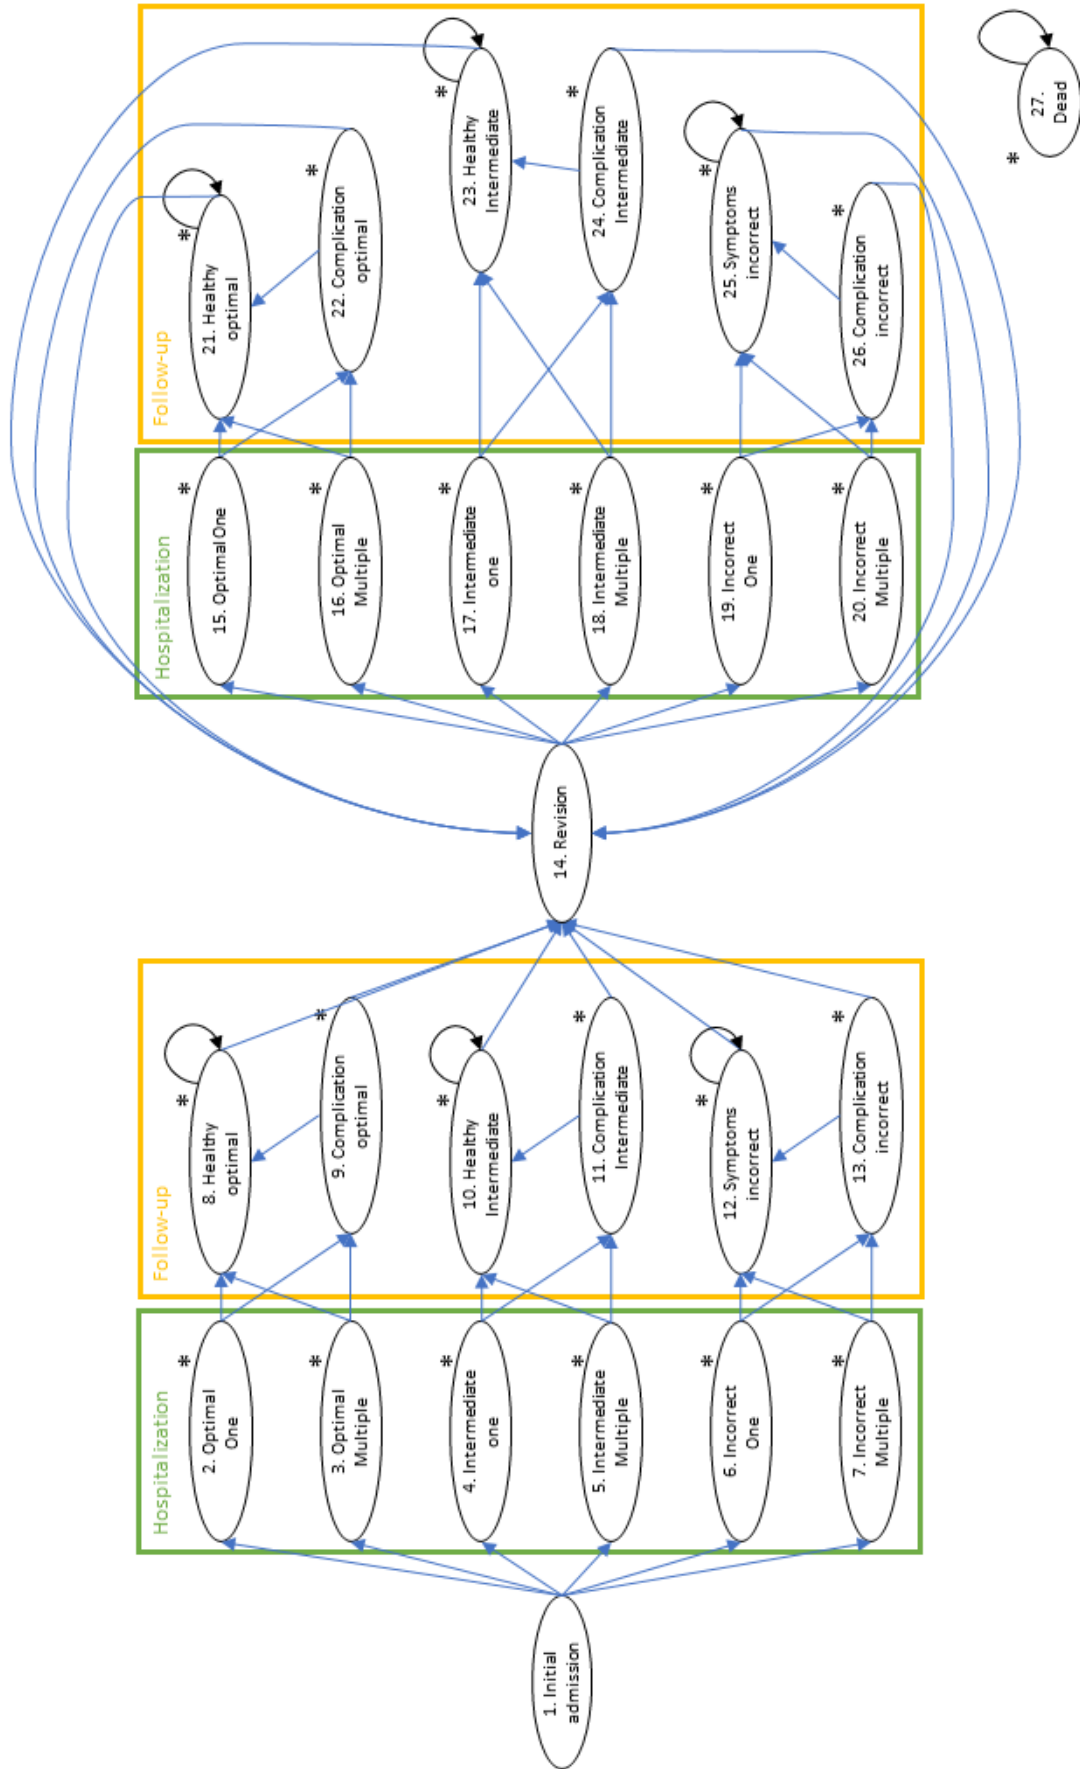 1. Initial
admission
Hospitalization
2. Optimal
One
*
3. Optimal
Multiple
*
4. Intermediate
one
*
5. Intermediate
Multiple
*
6. Incorrect
One
*
7. Incorrect
Multiple
*
Follow-up
8. Healthy
optimal
*
9. Complication
optimal
*
10. Healthy
Intermediate
*
11. Complication
Intermediate
*
12. Symptoms
incorrect
*
13. Complication
incorrect
*
14. Revision
Hospitalization
15. Optimal One
*
16. Optimal
Multiple
*
17. Intermediate
one
*
18. Intermediate
Multiple
*
19. Incorrect
One
*
20. Incorrect
Multiple
*
Follow-up
21. Healthy
optimal
*
22. Complication
optimal
*
23. Healthy
Intermediate
*
24. Complication
Intermediate
*
25. Symptoms
incorrect
*
26. Complication
incorrect
*
27.
Dead
*